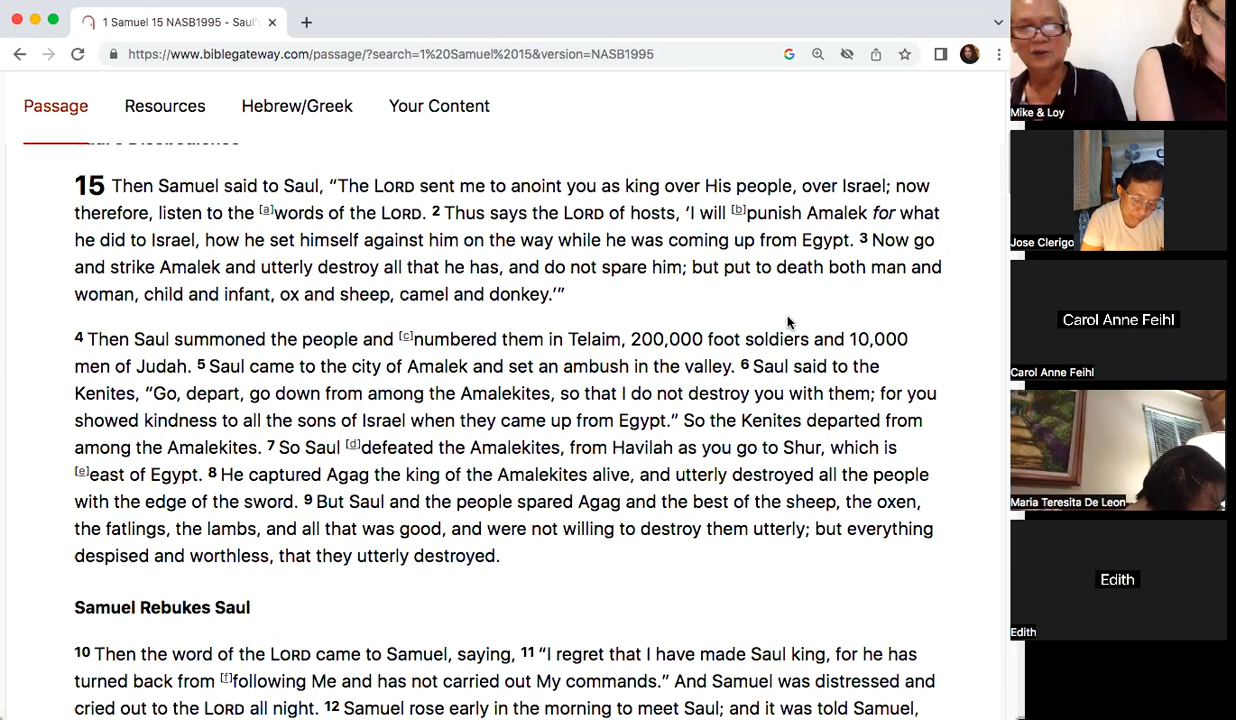 1 Samuel 15 NASB1995 - Saul'
https://www.biblegateway.com/passage/?search=1%20Samuel%2015&version=NASB1995
Passage Resources Hebrew/Greek Your Content
15 Then Samuel said to Saul, “The LORD sent me to anoint you as king over His people, over Israel; now
therefore, listen to the [a]words of the LORD. 2 Thus says the LORD of hosts, ‘I will [b]punish Amalek for what
he did to Israel, how he set himself against him on the way while he was coming up from Egypt. 3 Now go
and strike Amalek and utterly destroy all that he has, and do not spare him; but put to death both man and
woman, child and infant, ox and sheep, camel and donkey.’”
4 Then Saul summoned the people and [c]numbered them in Telaim, 200,000 foot soldiers and 10,000
men of Judah. 5 Saul came to the city of Amalek and set an ambush in the valley. 6 Saul said to the
Kenites, “Go, depart, go down from among the Amalekites, so that I do not destroy you with them; for you
showed kindness to all the sons of Israel when they came up from Egypt.” So the Kenites departed from
among the Amalekites. 7 So Saul [d]defeated the Amalekites, from Havilah as you go to Shur, which is
[e]east of Egypt. 8 He captured Agag the king of the Amalekites alive, and utterly destroyed all the people
with the edge of the sword. 9 But Saul and the people spared Agag and the best of the sheep, the oxen,
the fatlings, the lambs, and all that was good, and were not willing to destroy them utterly; but everything
despised and worthless, that they utterly destroyed.
Samuel Rebukes Saul
10 Then the word of the LORD came to Samuel, saying, 11 “I regret that I have made Saul king, for he has
turned back from [f]following Me and has not carried out My commands.” And Samuel was distressed and
cried out to the LORD all night. 12 Samuel rose early in the morning to meet Saul; and it was told Samuel,
Mike & Loy
Jose Clerigo
Carol Anne Feihl
Carol Anne Feihl
Maria Teresita De Leon
Edith
Edith